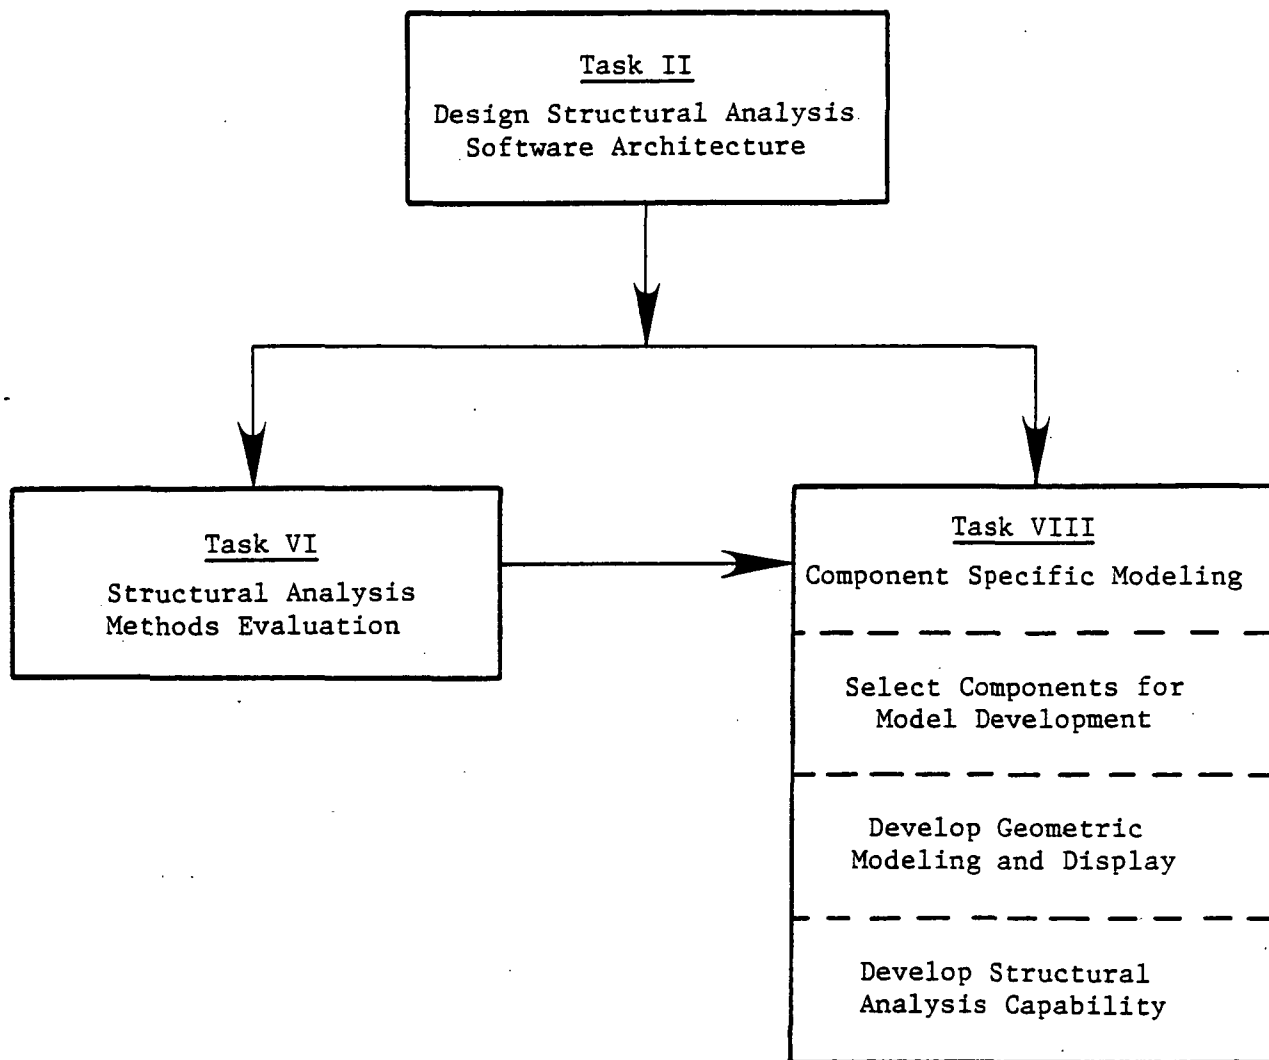 Task II
Design Structural Analysis
Software Architecture
Task VI
Structural Analysis
Methods Evaluation
Task VIII
Component Specific Modeling
Select Components for
Model Development
Develop Geometric
Modeling and Display
Develop Structural
Analysis Capability